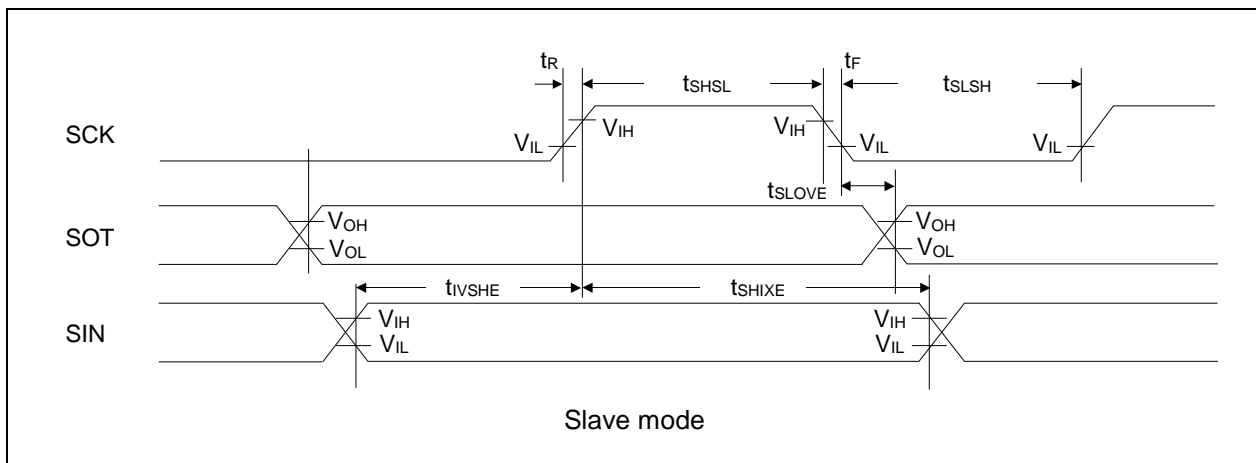 tR tSHSL tF tSLSH
SCK VIL VIH VIH VIL VIL
tSLOVE
SOT VOH VOL VOH VOL
tIVSHE tSHIXE
SIN VIH VIL VIH VIL
Slave mode